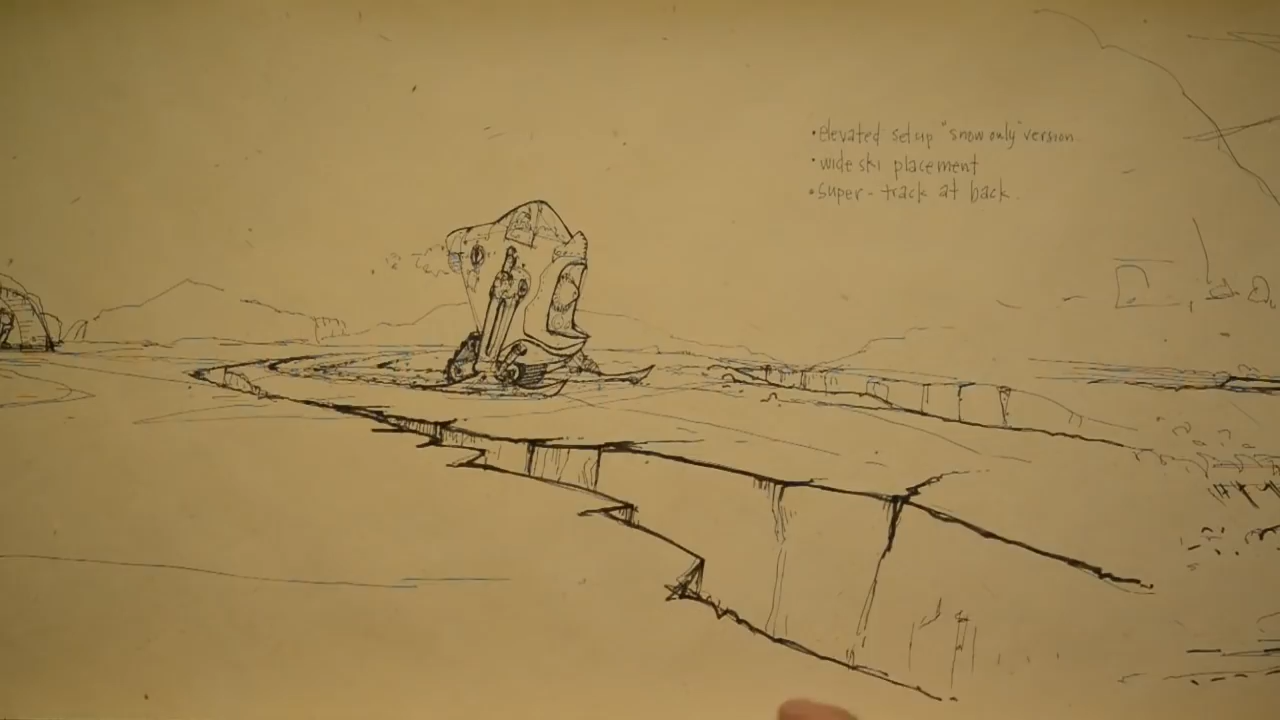 • elevated setup "snow only" version
• wide ski placement
• super-track at back.